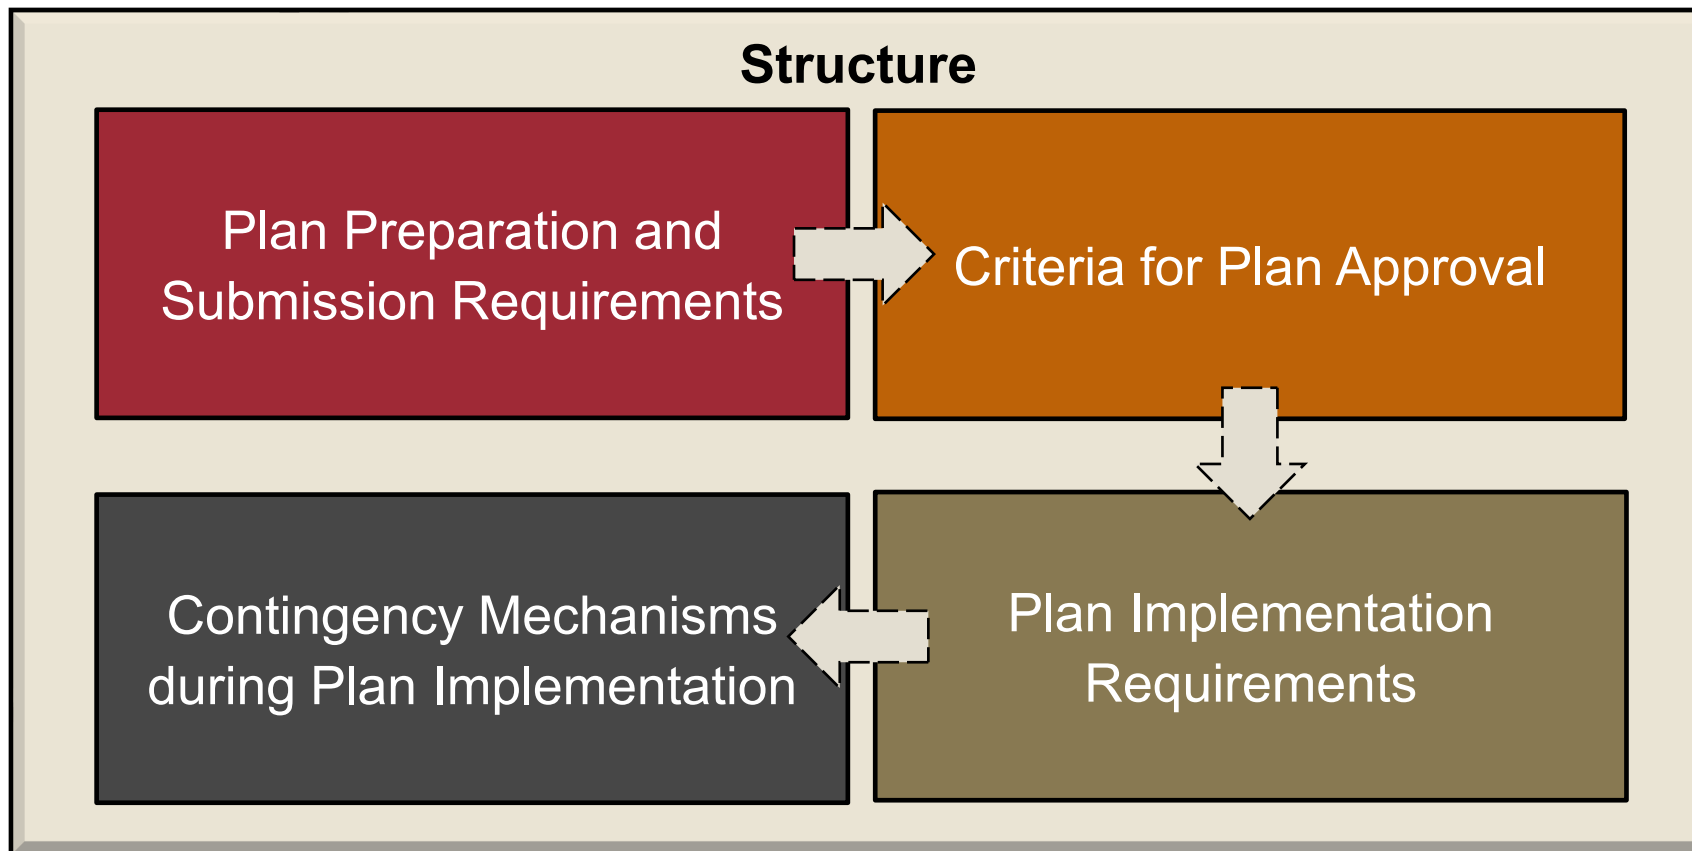 Structure
Plan Preparation and
Submission Requirements
Criteria for Plan Approval
Plan Implementation
Requirements
Contingency Mechanisms
during Plan Implementation